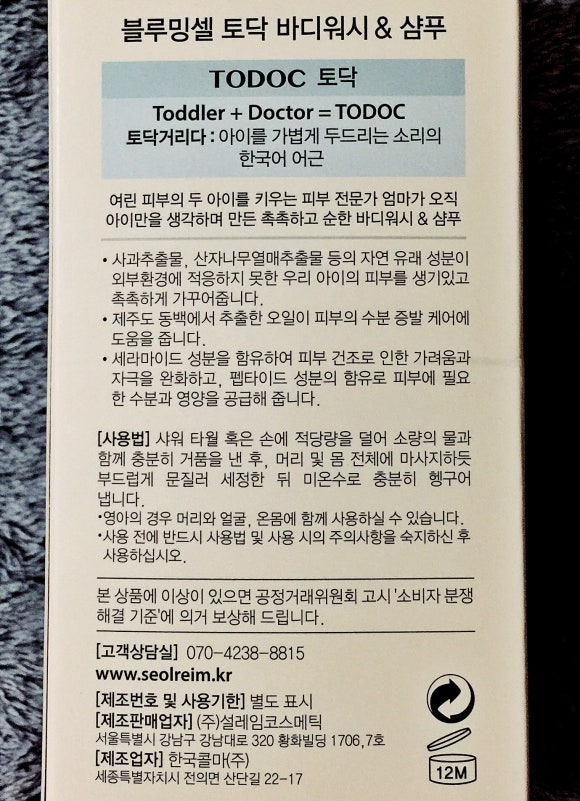 블루밍셀 토닥 바디워시 & 샴푸
TODOC 토닥
Toddler + Doctor = TODOC
토닥거리다 : 아이를 가볍게 두드리는 소리의
한국어 어근
여린 피부의 두 아이를 키우는 피부 전문가 엄마가 오직
아이만을 생각하며 만든 촉촉하고 순한 바디워시 & 샴푸
• 사과추출물, 산자나무열매추출물 등의 자연 유래 성분이
외부환경에 적응하지 못한 우리 아이의 피부를 생기있고
촉촉하게 가꾸어줍니다.
• 제주도 동백에서 추출한 오일이 피부의 수분 증발 케어에
도움을 줍니다.
• 세라마이드 성분을 함유하여 피부 건조로 인한 가려움과
자극을 완화하고, 펩타이드 성분의 함유로 피부에 필요
한 수분과 영양을 공급해 줍니다.
[사용법] 샤워 타월 혹은 손에 적당량을 덜어 소량의 물과
함께 충분히 거품을 낸 후, 머리 및 몸 전체에 마사지하듯
부드럽게 문질러 세정한 뒤 미온수로 충분히 헹구어
냅니다.
•영아의 경우 머리와 얼굴, 온몸에 함께 사용하실 수 있습니다.
•사용 전에 반드시 사용법 및 사용 시의 주의사항을 숙지하신 후
사용하십시오.
본 상품에 이상이 있으면 공정거래위원회 고시 '소비자 분쟁
해결 기준'에 의거 보상해 드립니다.
[고객상담실] 070-4238-8815
www.seolreim.kr
[제조번호 및 사용기한] 별도 표시
[제조판매업자] (주)설레임코스메틱
서울특별시 강남구 강남대로 320 황화빌딩 1706,7호
[제조업자] 한국콜마(주)
세종특별자치시 전의면 산단길 22-17
12M